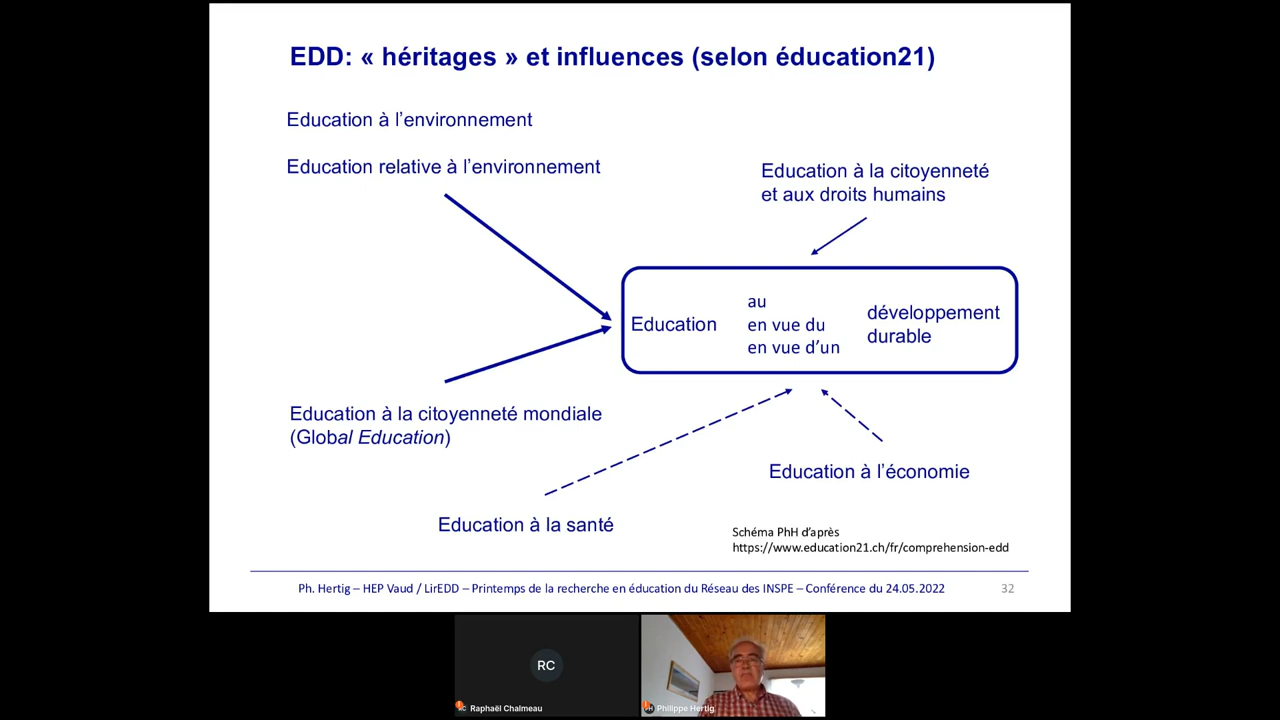 EDD: « héritages » et influences (selon éducation21)
Education à l’environnement
Education relative à l’environnement
Education à la citoyenneté
et aux droits humains
Education
au
en vue du
en vue d’un
développement
durable
Education à la citoyenneté mondiale
(Global Education)
Education à l’économie
Education à la santé
Schéma PhH d’après
https://www.education21.ch/fr/comprehension-edd
Ph. Hertig – HEP Vaud / LirEDD – Printemps de la recherche en éducation du Réseau des INSPE – Conférence du 24.05.2022
32
RC
RC Raphaël Chalmeau
PH Philippe Hertig